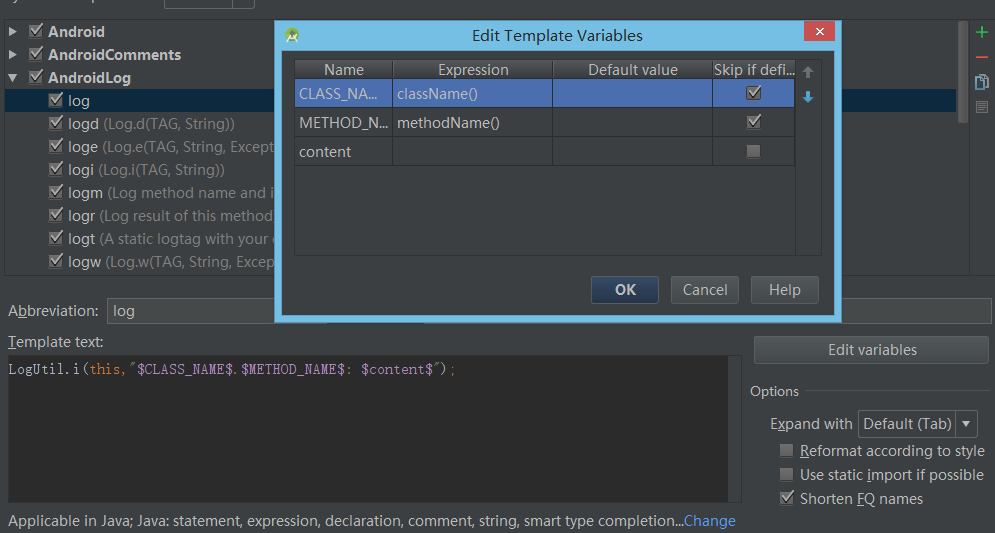 Android
AndroidComments
AndroidLog
log
logd (Log.d(TAG, String))
loge (Log.e(TAG, String, Except
logi (Log.i(TAG, String))
logm (Log method name and i
logr (Log result of this method
logt (A static logtag with your
logw (Log.w(TAG, String, Excep
Edit Template Variables
Name Expression Default value Skip if defi...
CLASS_NA... className()
METHOD_N... methodName()
content
OK Cancel Help
Abbreviation: log
Template text:
LogUtil.i(this,"$CLASS_NAME$.$METHOD_NAME$: $content$");
Edit variables
Options
Expand with Default (Tab)
Reformat according to style
Use static import if possible
Shorten FQ names
Applicable in Java; Java: statement, expression, declaration, comment, string, smart type completion...Change